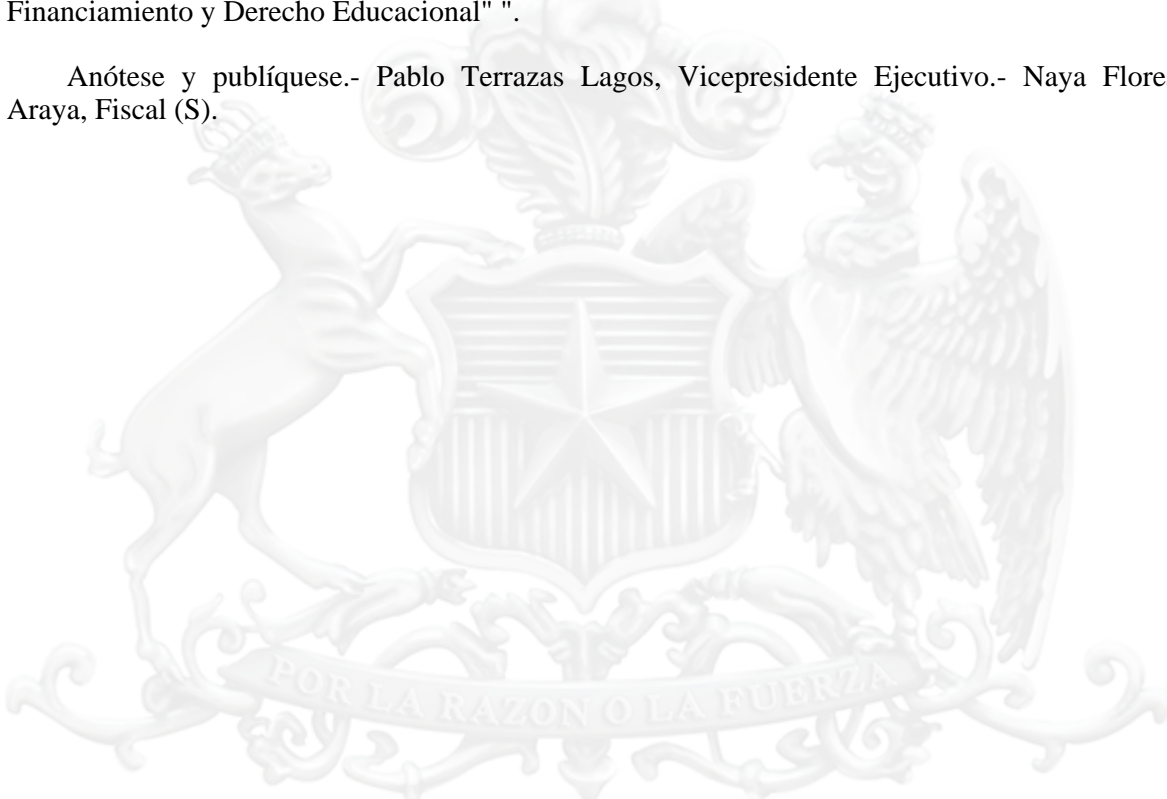 Financiamiento y Derecho Educacional" ".
Anótese y publíquese.- Pablo Terrazas Lagos, Vicepresidente Ejecutivo.- Naya Flore
Araya, Fiscal (S).
POR LA RAZON O LA FUERZA